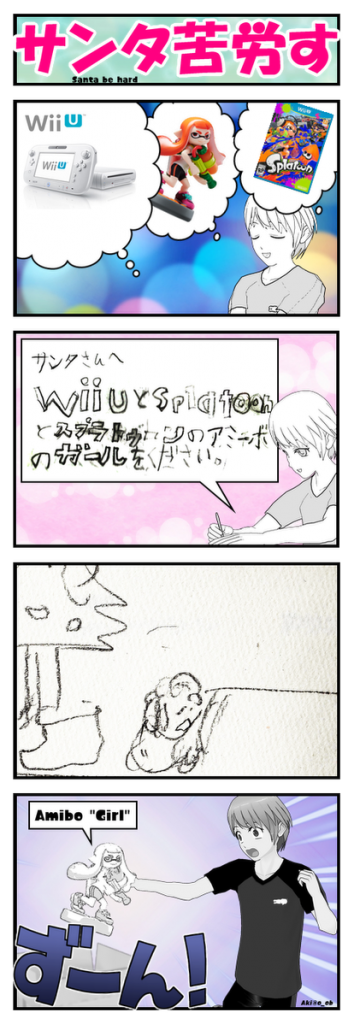 サンタ苦労す
Santa be hard
Wii U
Wii U
Wii U
Splatoon
サンタさんへ
Wii UとSplatoon
とスプラトゥーンのアミーボ
のガールをください。
Amibo "Girl"
ずーん!